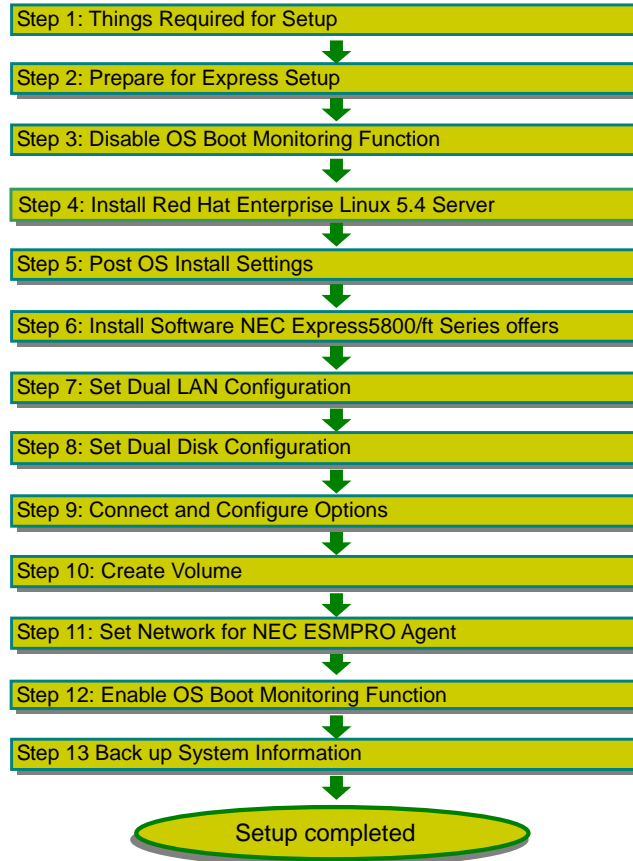 Step 1: Things Required for Setup
Step 2: Prepare for Express Setup
Step 3: Disable OS Boot Monitoring Function
Step 4: Install Red Hat Enterprise Linux 5.4 Server
Step 5: Post OS Install Settings
Step 6: Install Software NEC Express5800/ft Series offers
Step 7: Set Dual LAN Configuration
Step 8: Set Dual Disk Configuration
Step 9: Connect and Configure Options
Step 10: Create Volume
Step 11: Set Network for NEC ESMPRO Agent
Step 12: Enable OS Boot Monitoring Function
Step 13 Back up System Information
Setup completed